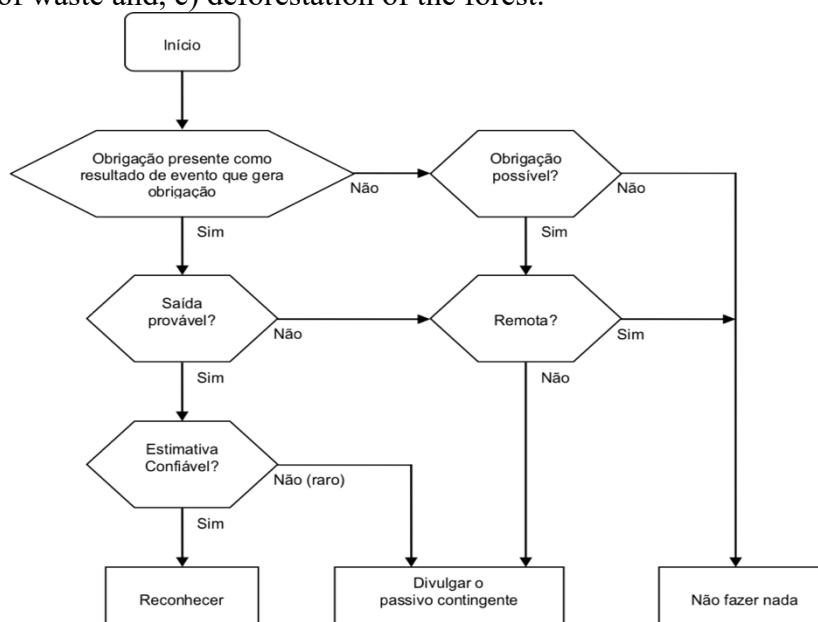 of waste and, e) deforestation of the forest.
Início
Obrigação presente como
resultado de evento que gera
obrigação
Não
Obrigação
possível?
Não
Sim
Sim
Saída
provável?
Não
Remota?
Sim
Sim
Não
Estimativa
Confiável?
Não (raro)
Sim
Reconhecer
Divulgar o
passivo contingente
Não fazer nada